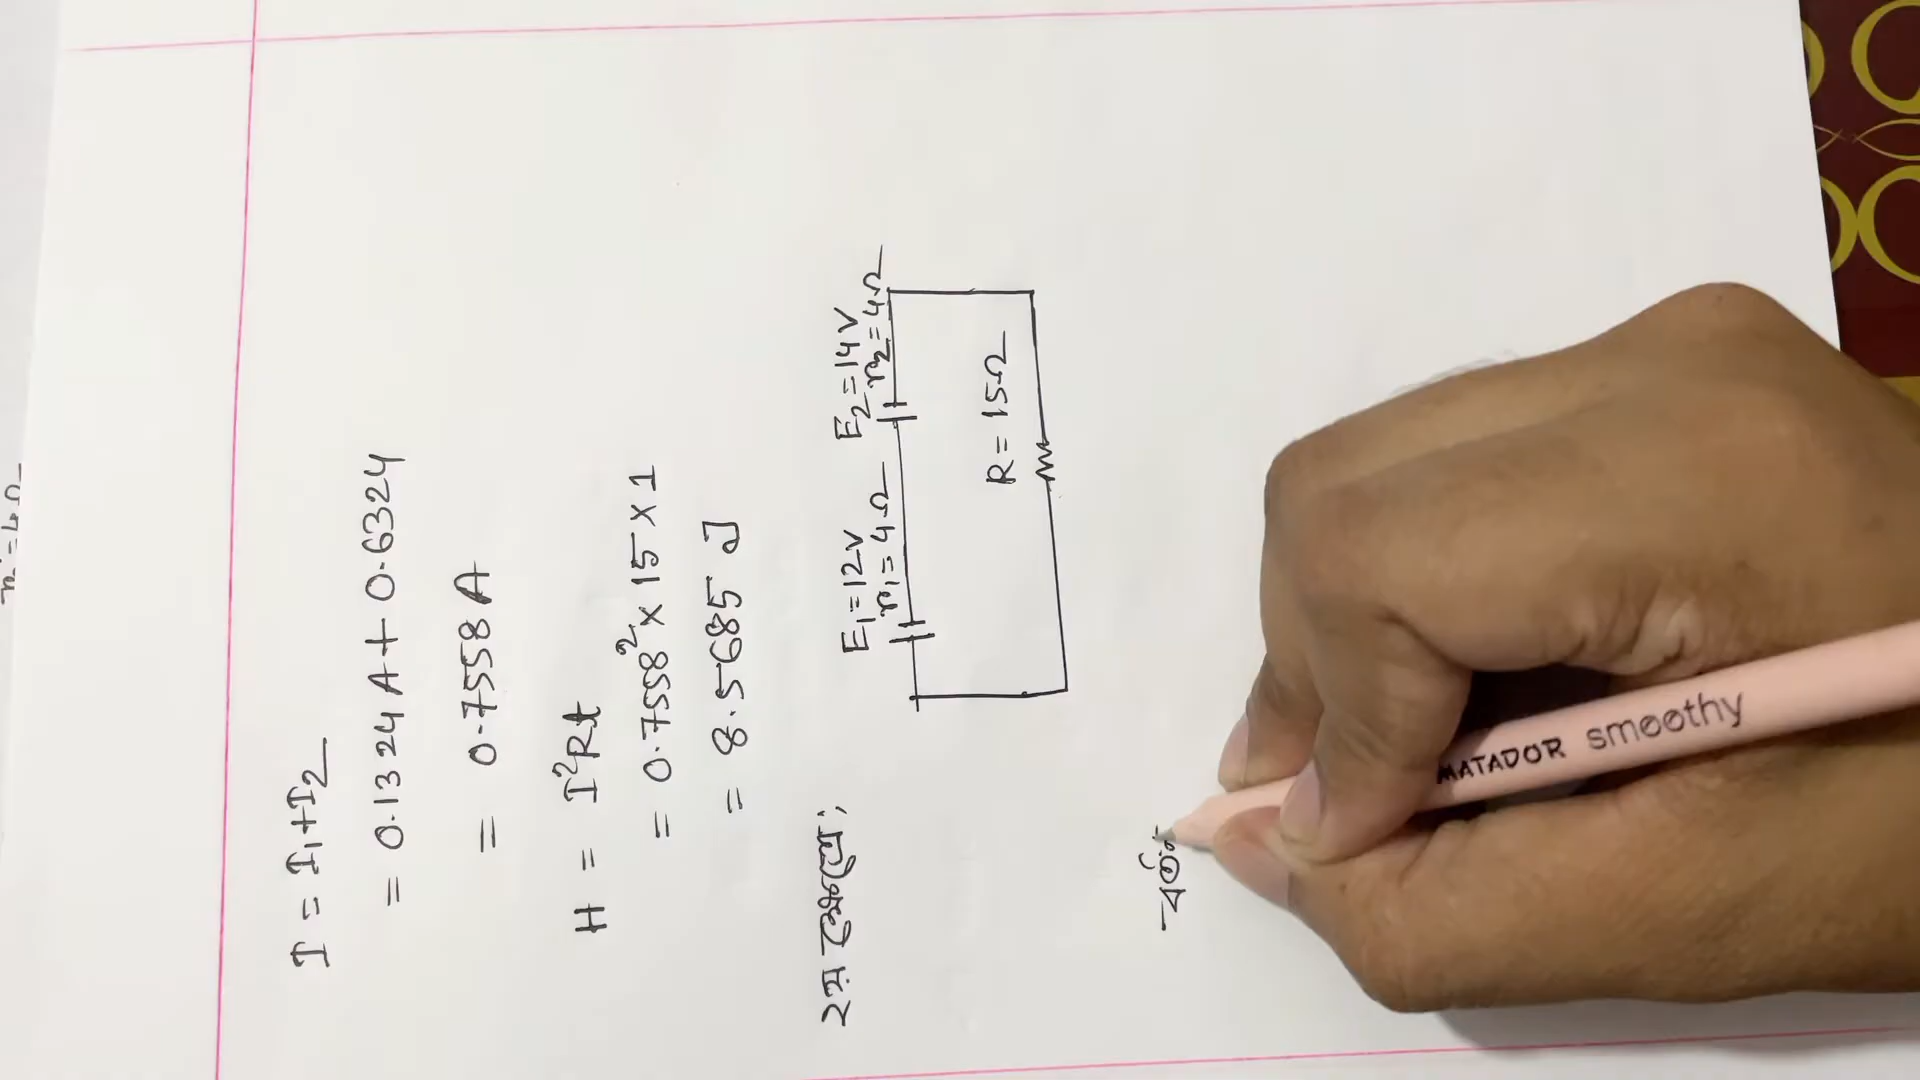 I = I₁+I₂
= 0.1324 A + 0.6324
= 0.7558 A
H = I²Rt
= 0.7558² × 15 × 1
= 8.5685 J
২য় ক্ষেত্রে:
E₁=12V E₂=14V
r₁=4Ω r₂=4Ω
R=15Ω
MATADOR smoothy